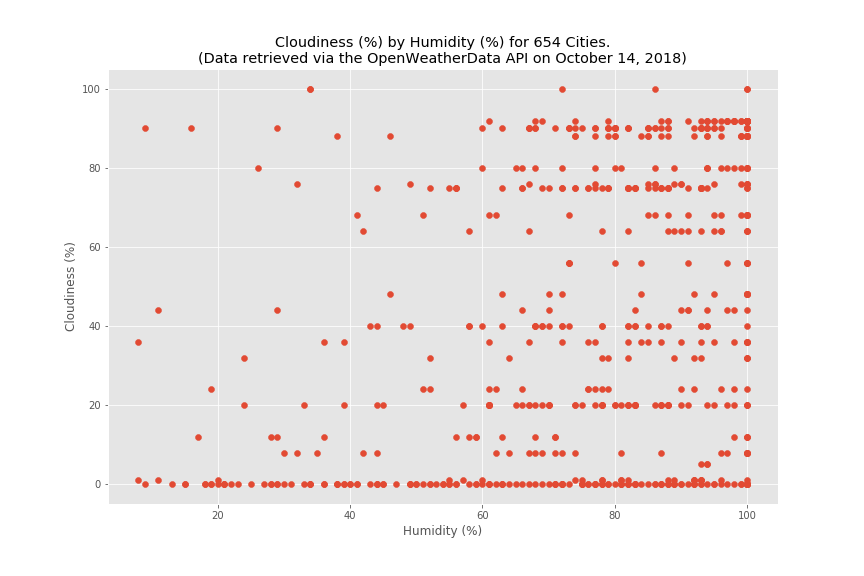 Cloudiness (%) by Humidity (%) for 654 Cities.
(Data retrieved via the OpenWeatherData API on October 14, 2018)
100
80
60
40
20
0
Cloudiness (%)
20 40 60 80 100
Humidity (%)